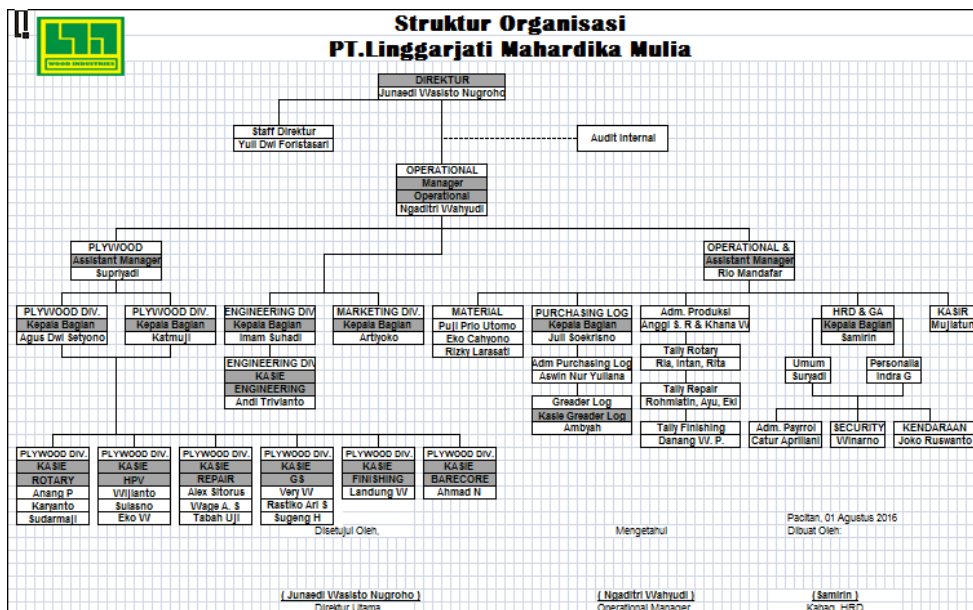 WOOD INDUSTRIES
Struktur Organisasi
PT.Linggarjati Mahardika Mulia
DIREKTUR
Junaedi Wasisto Nugroho
Staff Direktur
Yuli Dwi Foristasari
Audit Internal
OPERATIONAL
Manager
Operational
Ngaditri Wahyudi
PLYWOOD
Assistant Manager
Supriyadi
OPERATIONAL &
Assistant Manager
Rio Mandafar
PLYWOOD DIV.
Kepala Bagian
Agus Dwi Setyono
PLYWOOD DIV.
Kepala Bagian
Katmuji
ENGINEERING DIV
Kepala Bagian
Imam Suhadi
MARKETING DIV.
Kepala Bagian
Artiyoko
MATERIAL
Puji Prio Utomo
Eko Cahyono
Rizky Larasati
PURCHASING LOG
Kepala Bagian
Juli Soekrisno
Adm. Produksi
Anggi S. R & Khana W
HRD & GA
Kepala Bagian
Samirin
KASIR
Mujiatun
ENGINEERING DIV
KASIE
ENGINEERING
Andi Trivianto
Adm Purchasing Log
Aswin Nur Yuliana
Greader Log
Kasie Greader Log
Ambyah
Tally Rotary
Ria, Intan, Rita
Tally Repair
Rohmiatin, Ayu, Eki
Tally Finishing
Danang W. P.
Umum
Suryadi
Personalia
Indra G
Adm. Payrrol
Catur Apriliani
SECURITY
Winarno
KENDARAAN
Joko Ruswanto
PLYWOOD DIV.
KASIE
ROTARY
Anang P
Karyanto
Sudarmaji
PLYWOOD DIV.
KASIE
HPV
Wijianto
Sulasno
Eko W
PLYWOOD DIV.
KASIE
REPAIR
Alex Sitorus
Wage A. S
Tabah Uji
PLYWOOD DIV.
KASIE
GS
Very W
Rastiko Ari S
Sugeng H
PLYWOOD DIV.
KASIE
FINISHING
Landung W
PLYWOOD DIV.
KASIE
BARECORE
Ahmad N
Pacitan, 01 Agustus 2016
Disetujui Oleh,
Mengetahui
Dibuat Oleh:
( Junaedi Wasisto Nugroho )
Direktur Utama
( Ngaditri Wahyudi )
Operational Manager
(Samirin )
Kabag. HRD